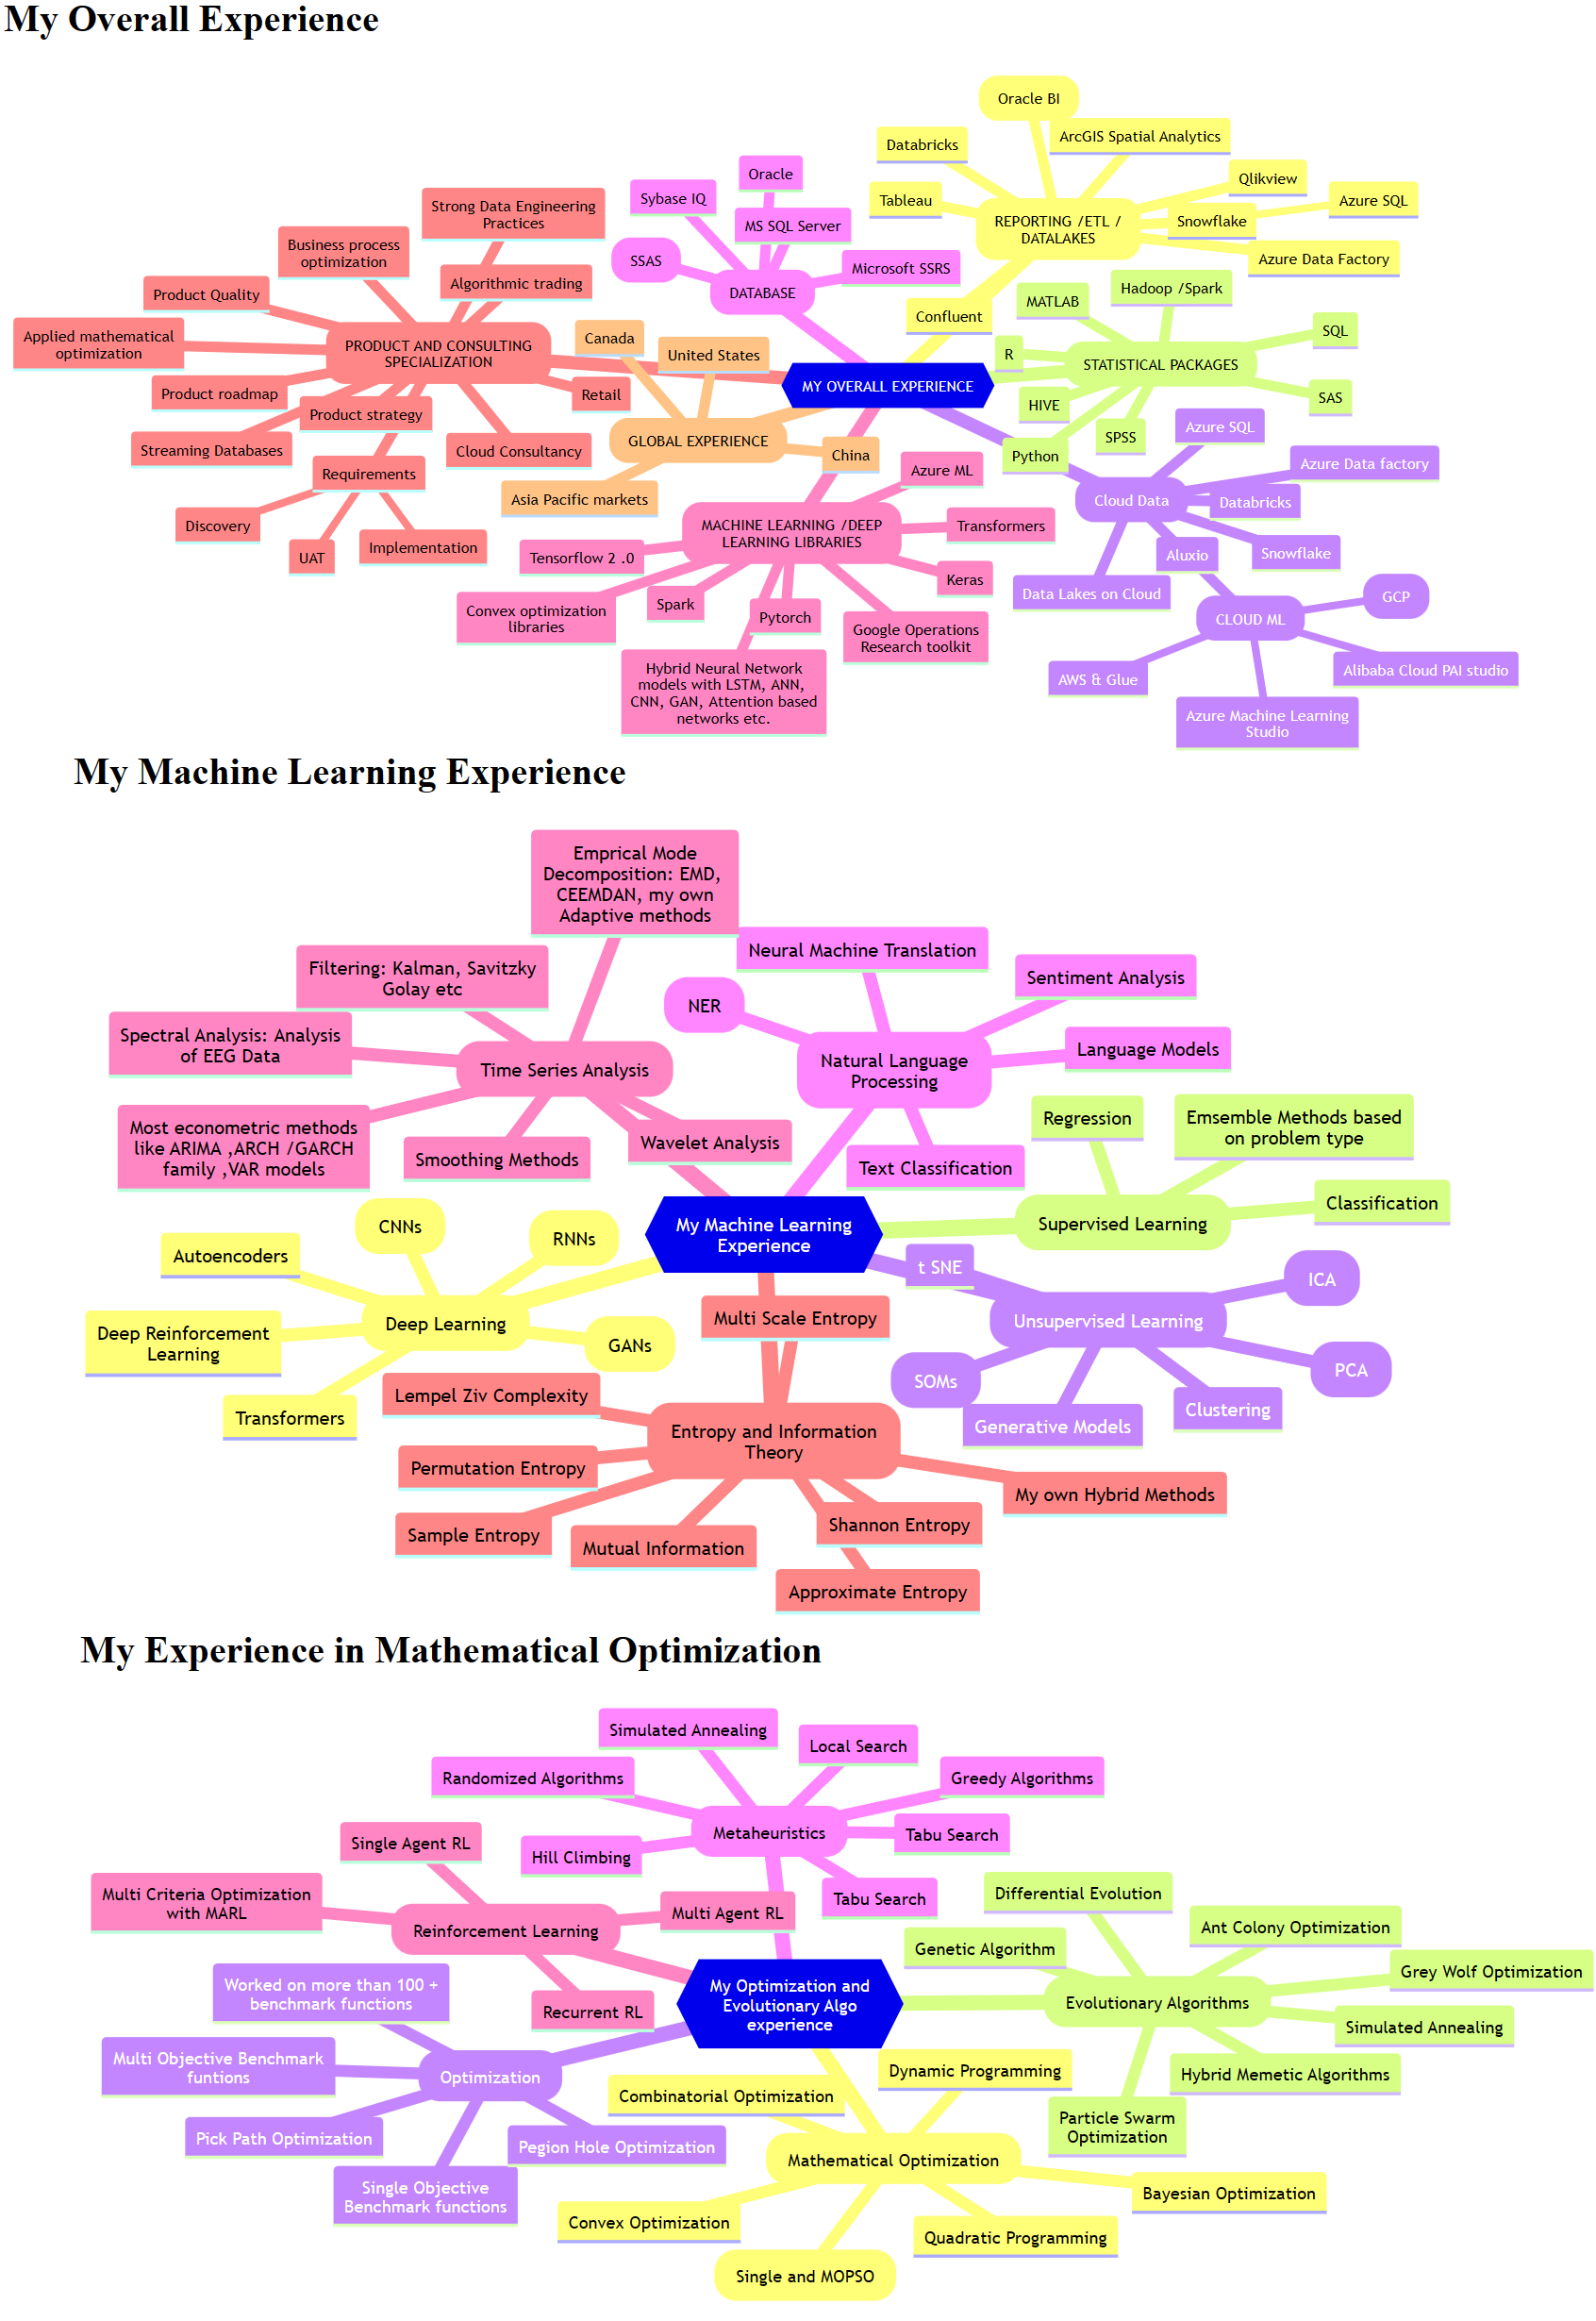 My Overall Experience
Oracle BI
ArcGIS Spatial Analytics
Databricks
Qlikview
Tableau
Azure SQL
REPORTING /ETL /
DATALAKES
Snowflake
Azure Data Factory
Confluent
Oracle
Sybase IQ
MS SQL Server
SSAS
Microsoft SSRS
DATABASE
Strong Data Engineering
Practices
Business process
optimization
Algorithmic trading
Product Quality
Applied mathematical
optimization
PRODUCT AND CONSULTING
SPECIALIZATION
Product roadmap
Product strategy
Retail
Streaming Databases
Cloud Consultancy
Requirements
Discovery
UAT
Implementation
Canada
United States
GLOBAL EXPERIENCE
China
Asia Pacific markets
MY OVERALL EXPERIENCE
MATLAB
Hadoop /Spark
SQL
R
STATISTICAL PACKAGES
SAS
HIVE
SPSS
Python
Azure SQL
Azure Data factory
Cloud Data
Databricks
Snowflake
Aluxio
Data Lakes on Cloud
GCP
CLOUD ML
AWS & Glue
Alibaba Cloud PAI studio
Azure Machine Learning
Studio
Azure ML
MACHINE LEARNING /DEEP
LEARNING LIBRARIES
Transformers
Tensorflow 2 .0
Keras
Convex optimization
libraries
Spark
Pytorch
Google Operations
Research toolkit
Hybrid Neural Network
models with LSTM, ANN,
CNN, GAN, Attention based
networks etc.
My Machine Learning Experience
Emprical Mode
Decomposition: EMD,
CEEMDAN, my own
Adaptive methods
Filtering: Kalman, Savitzky
Golay etc
Spectral Analysis: Analysis
of EEG Data
Time Series Analysis
Most econometric methods
like ARIMA ,ARCH /GARCH
family ,VAR models
Smoothing Methods
Wavelet Analysis
Neural Machine Translation
Sentiment Analysis
NER
Language Models
Natural Language
Processing
Text Classification
Regression
Emsemble Methods based
on problem type
Classification
Supervised Learning
My Machine Learning
Experience
CNNs
RNNs
Autoencoders
Deep Learning
Deep Reinforcement
Learning
GANs
Transformers
t SNE
ICA
Unsupervised Learning
PCA
SOMs
Clustering
Generative Models
Multi Scale Entropy
Lempel Ziv Complexity
Entropy and Information
Theory
Permutation Entropy
My own Hybrid Methods
Sample Entropy
Shannon Entropy
Mutual Information
Approximate Entropy
My Experience in Mathematical Optimization
Simulated Annealing
Local Search
Randomized Algorithms
Greedy Algorithms
Metaheuristics
Tabu Search
Hill Climbing
Tabu Search
Single Agent RL
Multi Criteria Optimization
with MARL
Multi Agent RL
Reinforcement Learning
Recurrent RL
Differential Evolution
Ant Colony Optimization
Genetic Algorithm
Grey Wolf Optimization
Evolutionary Algorithms
Simulated Annealing
Hybrid Memetic Algorithms
Particle Swarm
Optimization
My Optimization and
Evolutionary Algo
experience
Worked on more than 100 +
benchmark functions
Multi Objective Benchmark
funtions
Optimization
Pick Path Optimization
Pegion Hole Optimization
Single Objective
Benchmark functions
Dynamic Programming
Combinatorial Optimization
Mathematical Optimization
Bayesian Optimization
Convex Optimization
Quadratic Programming
Single and MOPSO